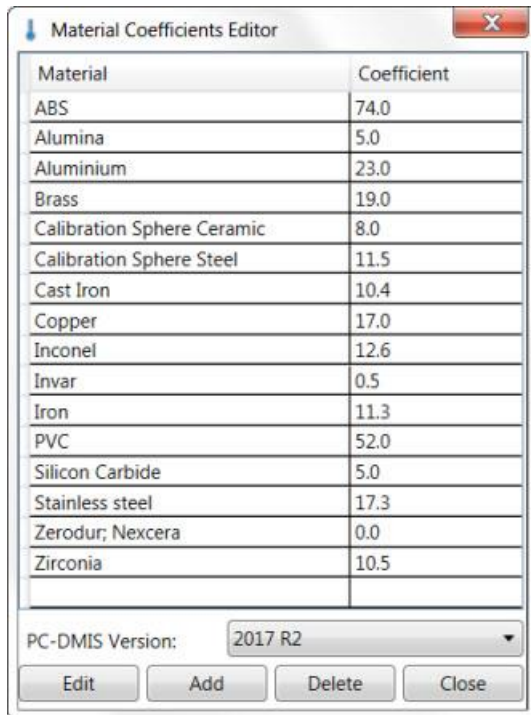 Material Coefficients Editor
Material Coefficient
ABS 74.0
Alumina 5.0
Aluminium 23.0
Brass 19.0
Calibration Sphere Ceramic 8.0
Calibration Sphere Steel 11.5
Cast Iron 10.4
Copper 17.0
Inconel 12.6
Invar 0.5
Iron 11.3
PVC 52.0
Silicon Carbide 5.0
Stainless steel 17.3
Zerodur; Nexcera 0.0
Zirconia 10.5
PC-DMIS Version: 2017 R2
Edit Add Delete Close